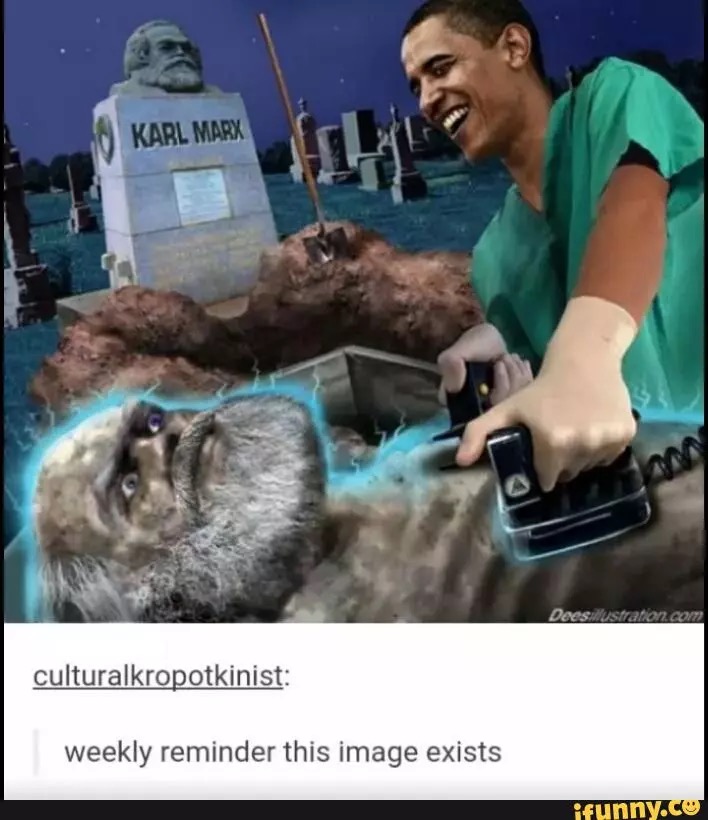 KARL MARX
Deesillustration.com
culturalkropotkinist:
weekly reminder this image exists
ifunny.co